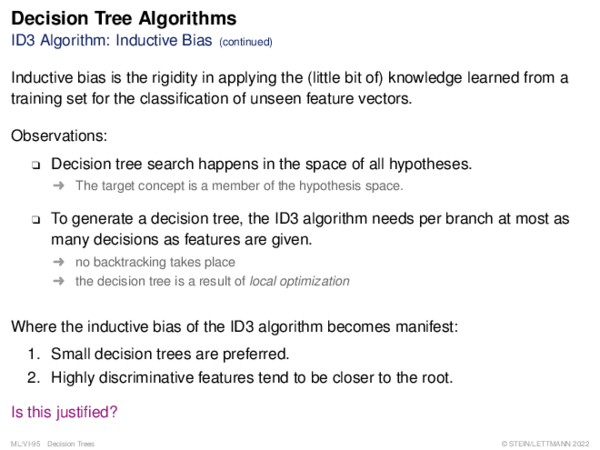 Decision Tree Algorithms
ID3 Algorithm: Inductive Bias (continued)
Inductive bias is the rigidity in applying the (little bit of) knowledge learned from a
training set for the classification of unseen feature vectors.
Observations:
❑ Decision tree search happens in the space of all hypotheses.
➜ The target concept is a member of the hypothesis space.
❑ To generate a decision tree, the ID3 algorithm needs per branch at most as
many decisions as features are given.
➜ no backtracking takes place
➜ the decision tree is a result of local optimization
Where the inductive bias of the ID3 algorithm becomes manifest:
1. Small decision trees are preferred.
2. Highly discriminative features tend to be closer to the root.
Is this justified?
ML:VI-95 Decision Trees © STEIN/LETTMANN 2022